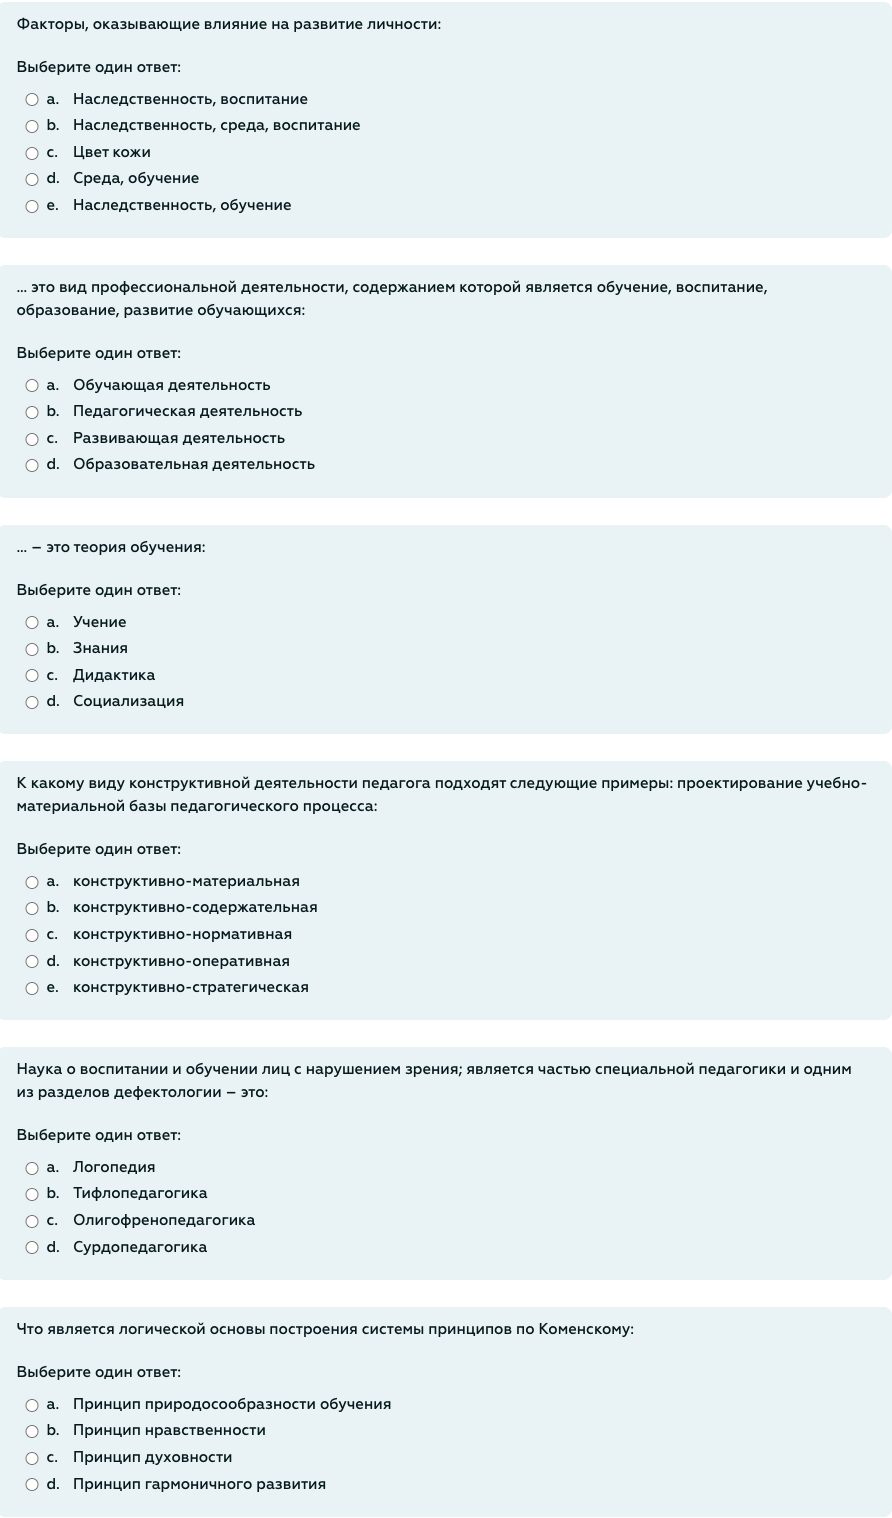 Факторы, оказывающие влияние на развитие личности:
Выберите один ответ:
a. Наследственность, воспитание
b. Наследственность, среда, воспитание
c. Цвет кожи
d. Среда, обучение
e. Наследственность, обучение
... это вид профессиональной деятельности, содержанием которой является обучение, воспитание,
образование, развитие обучающихся:
Выберите один ответ:
a. Обучающая деятельность
b. Педагогическая деятельность
c. Развивающая деятельность
d. Образовательная деятельность
... – это теория обучения:
Выберите один ответ:
a. Учение
b. Знания
c. Дидактика
d. Социализация
К какому виду конструктивной деятельности педагога подходят следующие примеры: проектирование учебно-
материальной базы педагогического процесса:
Выберите один ответ:
a. конструктивно-материальная
b. конструктивно-содержательная
c. конструктивно-нормативная
d. конструктивно-оперативная
e. конструктивно-стратегическая
Наука о воспитании и обучении лиц с нарушением зрения; является частью специальной педагогики и одним
из разделов дефектологии – это:
Выберите один ответ:
a. Логопедия
b. Тифлопедагогика
c. Олигофренопедагогика
d. Сурдопедагогика
Что является логической основы построения системы принципов по Коменскому:
Выберите один ответ:
a. Принцип природосообразности обучения
b. Принцип нравственности
c. Принцип духовности
d. Принцип гармоничного развития